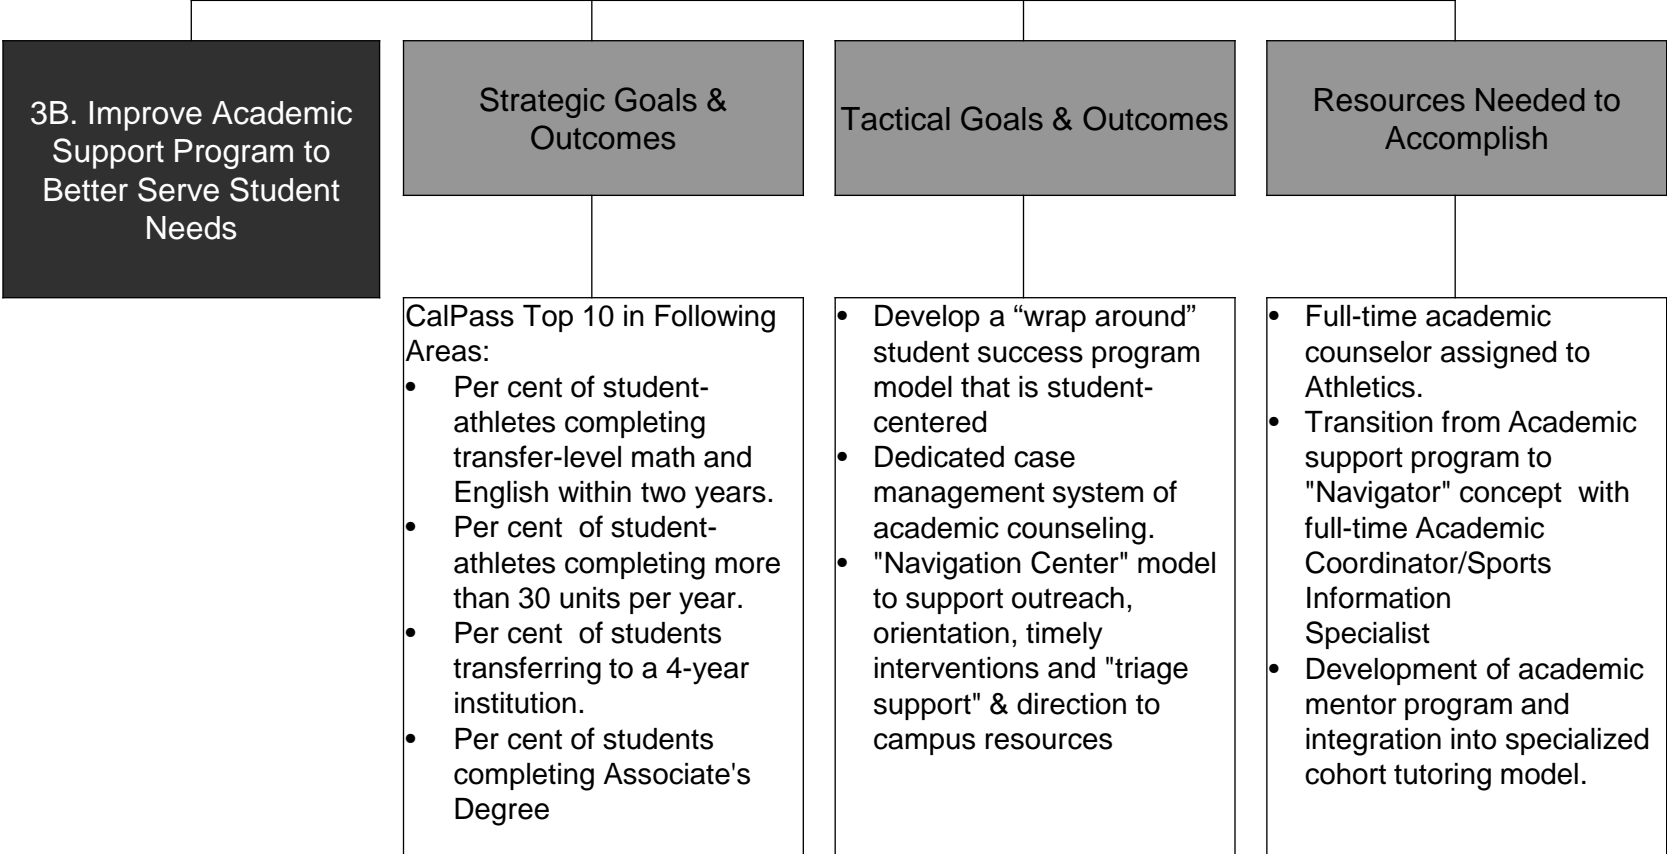 3B. Improve Academic
Support Program to
Better Serve Student
Needs
Strategic Goals &
Outcomes
Tactical Goals & Outcomes
Resources Needed to
Accomplish
CalPass Top 10 in Following
Areas:
• Per cent of student-
athletes completing
transfer-level math and
English within two years.
• Per cent  of student-
athletes completing more
than 30 units per year.
• Per cent  of students
transferring to a 4-year
institution.
• Per cent of students
completing Associate's
Degree
• Develop a “wrap around”
student success program
model that is student-
centered
• Dedicated case
management system of
academic counseling.
• "Navigation Center" model
to support outreach,
orientation, timely
interventions and "triage
support" & direction to
campus resources
• Full-time academic
counselor assigned to
Athletics.
• Transition from Academic
support program to
"Navigator" concept  with
full-time Academic
Coordinator/Sports
Information
Specialist
• Development of academic
mentor program and
integration into specialized
cohort tutoring model.